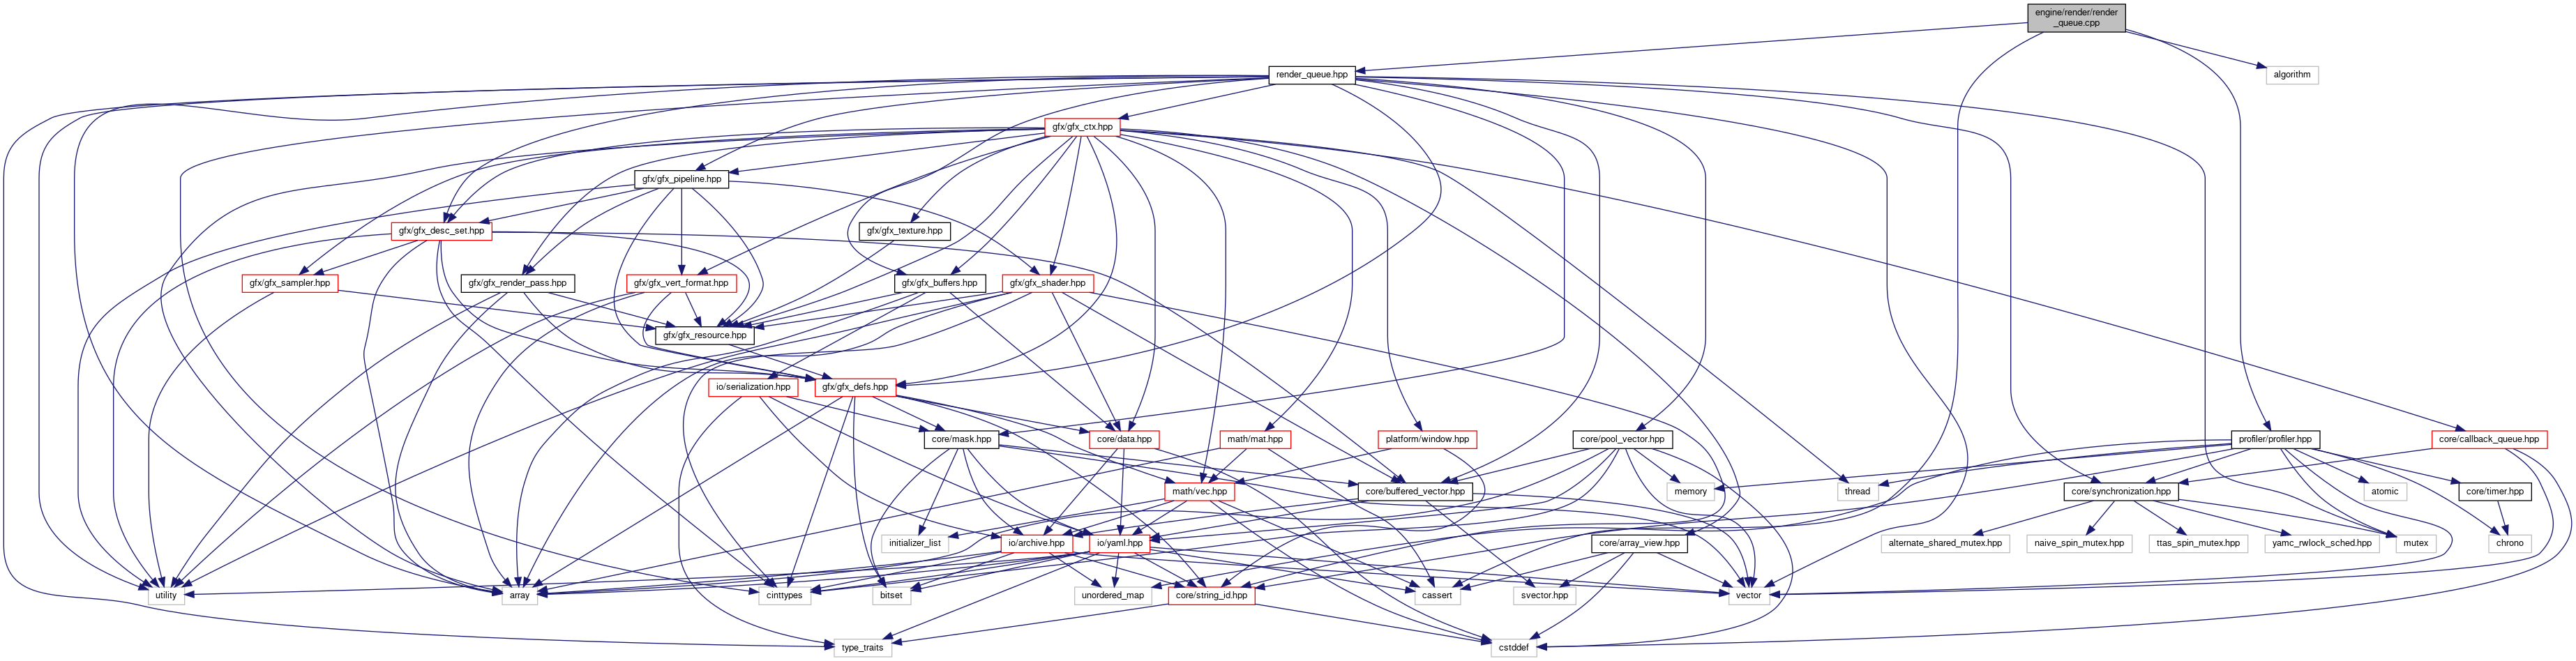 engine/render/render
_queue.cpp
render_queue.hpp
algorithm
gfx/gfx_ctx.hpp
gfx/gfx_pipeline.hpp
gfx/gfx_desc_set.hpp
gfx/gfx_texture.hpp
gfx/gfx_sampler.hpp
gfx/gfx_render_pass.hpp
gfx/gfx_vert_format.hpp
gfx/gfx_buffers.hpp
gfx/gfx_shader.hpp
gfx/gfx_resource.hpp
io/serialization.hpp
gfx/gfx_defs.hpp
core/mask.hpp
core/data.hpp
math/mat.hpp
platform/window.hpp
core/pool_vector.hpp
profiler/profiler.hpp
core/callback_queue.hpp
math/vec.hpp
core/buffered_vector.hpp
memory
thread
core/synchronization.hpp
atomic
core/timer.hpp
initializer_list
io/archive.hpp
io/yaml.hpp
core/array_view.hpp
alternate_shared_mutex.hpp
naive_spin_mutex.hpp
ttas_spin_mutex.hpp
yamc_rwlock_sched.hpp
mutex
chrono
utility
array
cinttypes
bitset
unordered_map
core/string_id.hpp
cassert
svector.hpp
vector
type_traits
cstddef